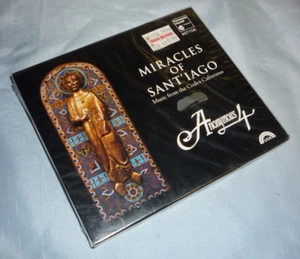 MIRACLES
OF
SANT'IAGO
Music from the Codex Calixtinus
Anonymous 4